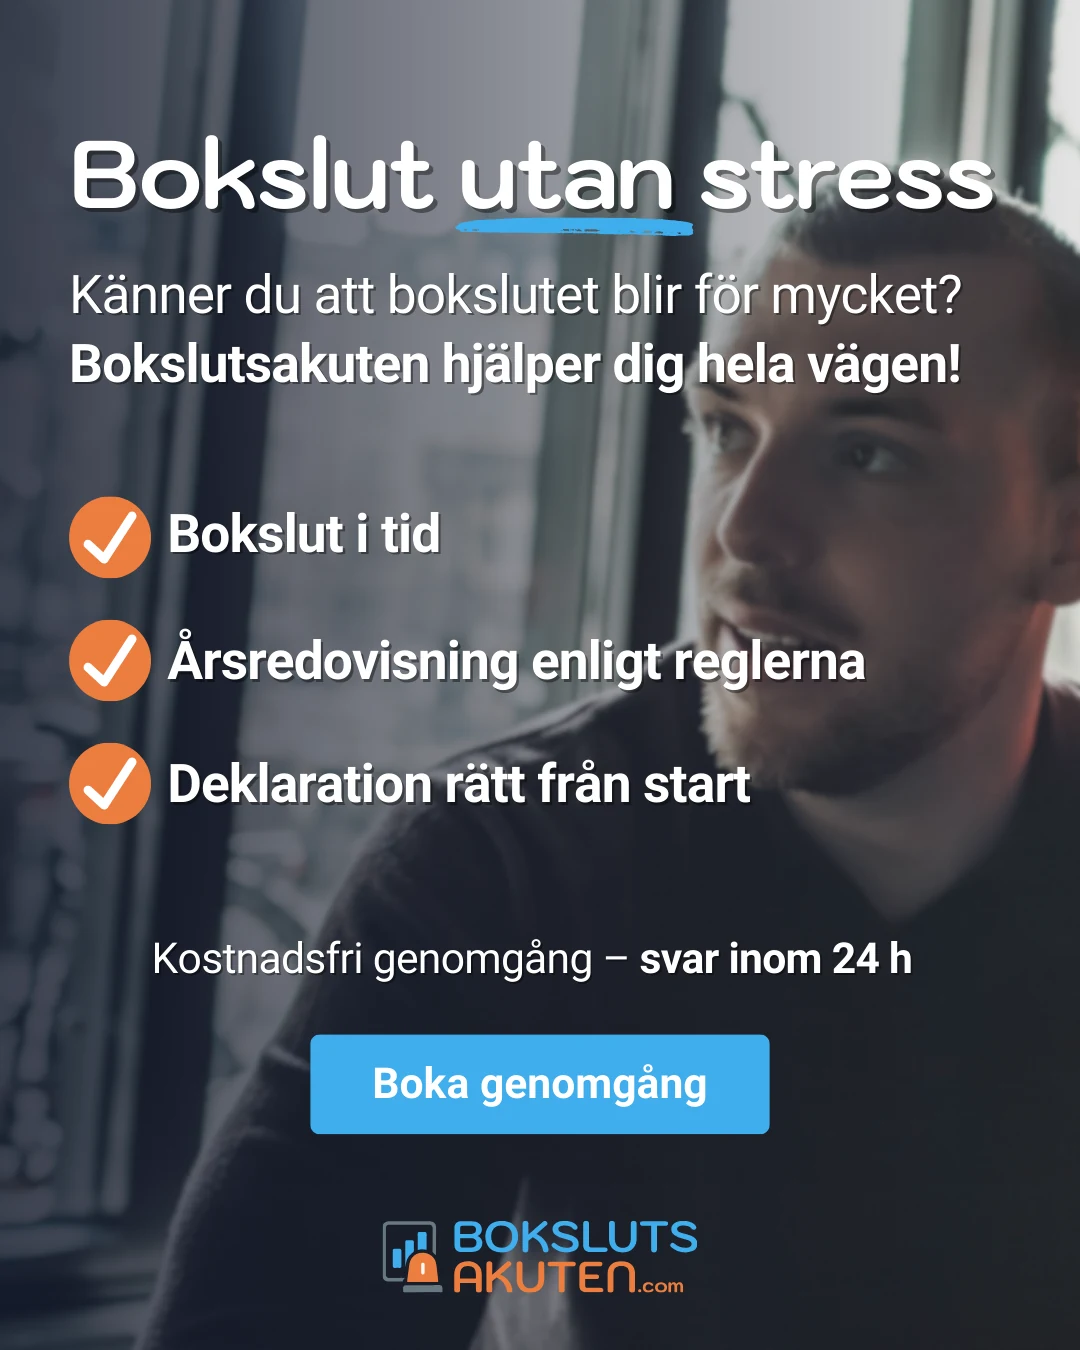 Bokslut utan stress
Känner du att bokslutet blir för mycket?
Bokslutsakuten hjälper dig hela vägen!
Bokslut i tid
Årsredovisning enligt reglerna
Deklaration rätt från start
Kostnadsfri genomgång – svar inom 24 h
Boka genomgång
BOKSLUTS
AKUTEN.com